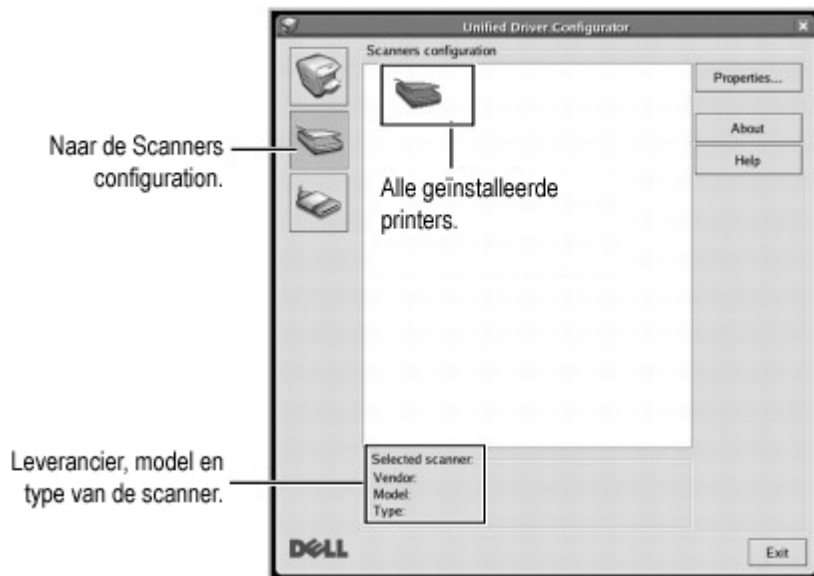 Unified Driver Configurator
Scanners configuration
Properties...
About
Help
Naar de Scanners
configuration.
Alle geïnstalleerde
printers.
Leverancier, model en
type van de scanner.
Selected scanner:
Vendor:
Model:
Type:
DELL
Exit